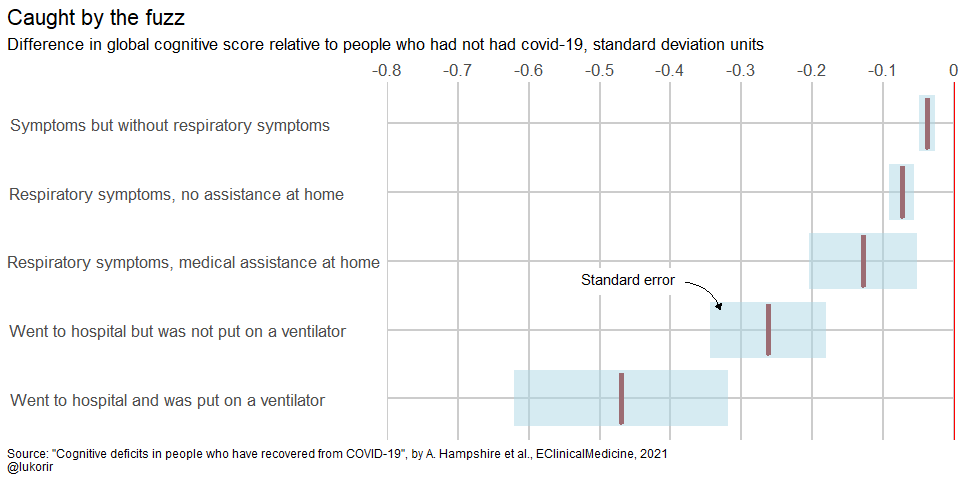 Caught by the fuzz
Difference in global cognitive score relative to people who had not had covid-19, standard deviation units
-0.8 -0.7 -0.6 -0.5 -0.4 -0.3 -0.2 -0.1 0
Symptoms but without respiratory symptoms
Respiratory symptoms, no assistance at home
Respiratory symptoms, medical assistance at home
Standard error
Went to hospital but was not put on a ventilator
Went to hospital and was put on a ventilator
Source: "Cognitive deficits in people who have recovered from COVID-19", by A. Hampshire et al., EClinicalMedicine, 2021
@lukorir